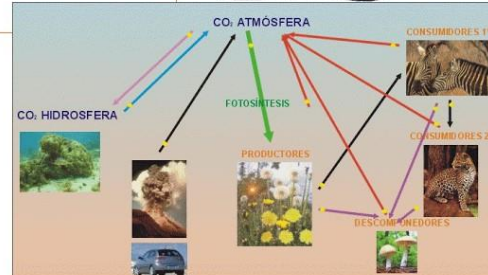 CO₂ ATMÓSFERA
CONSUMIDORES 1
CO₂ HIDROSFERA
FOTOSÍNTESIS
PRODUCTORES
CONSUMIDORES 2
DESCOMPONEDORES